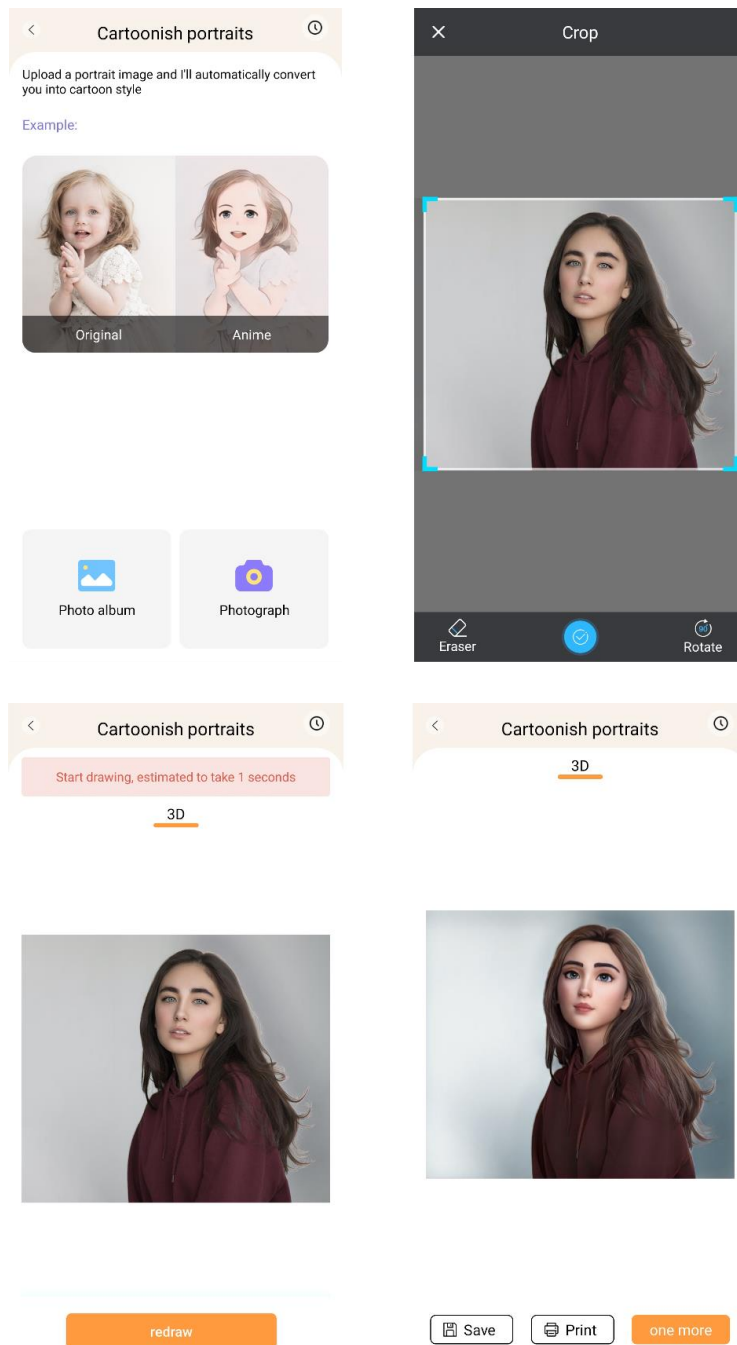 Cartoonish portraits
Upload a portrait image and I'll automatically convert
you into cartoon style
Example:
Original
Anime
Photo album
Photograph
Crop
Eraser
90
Rotate
Cartoonish portraits
Start drawing, estimated to take 1 seconds
3D
redraw
Cartoonish portraits
3D
Save
Print
one more